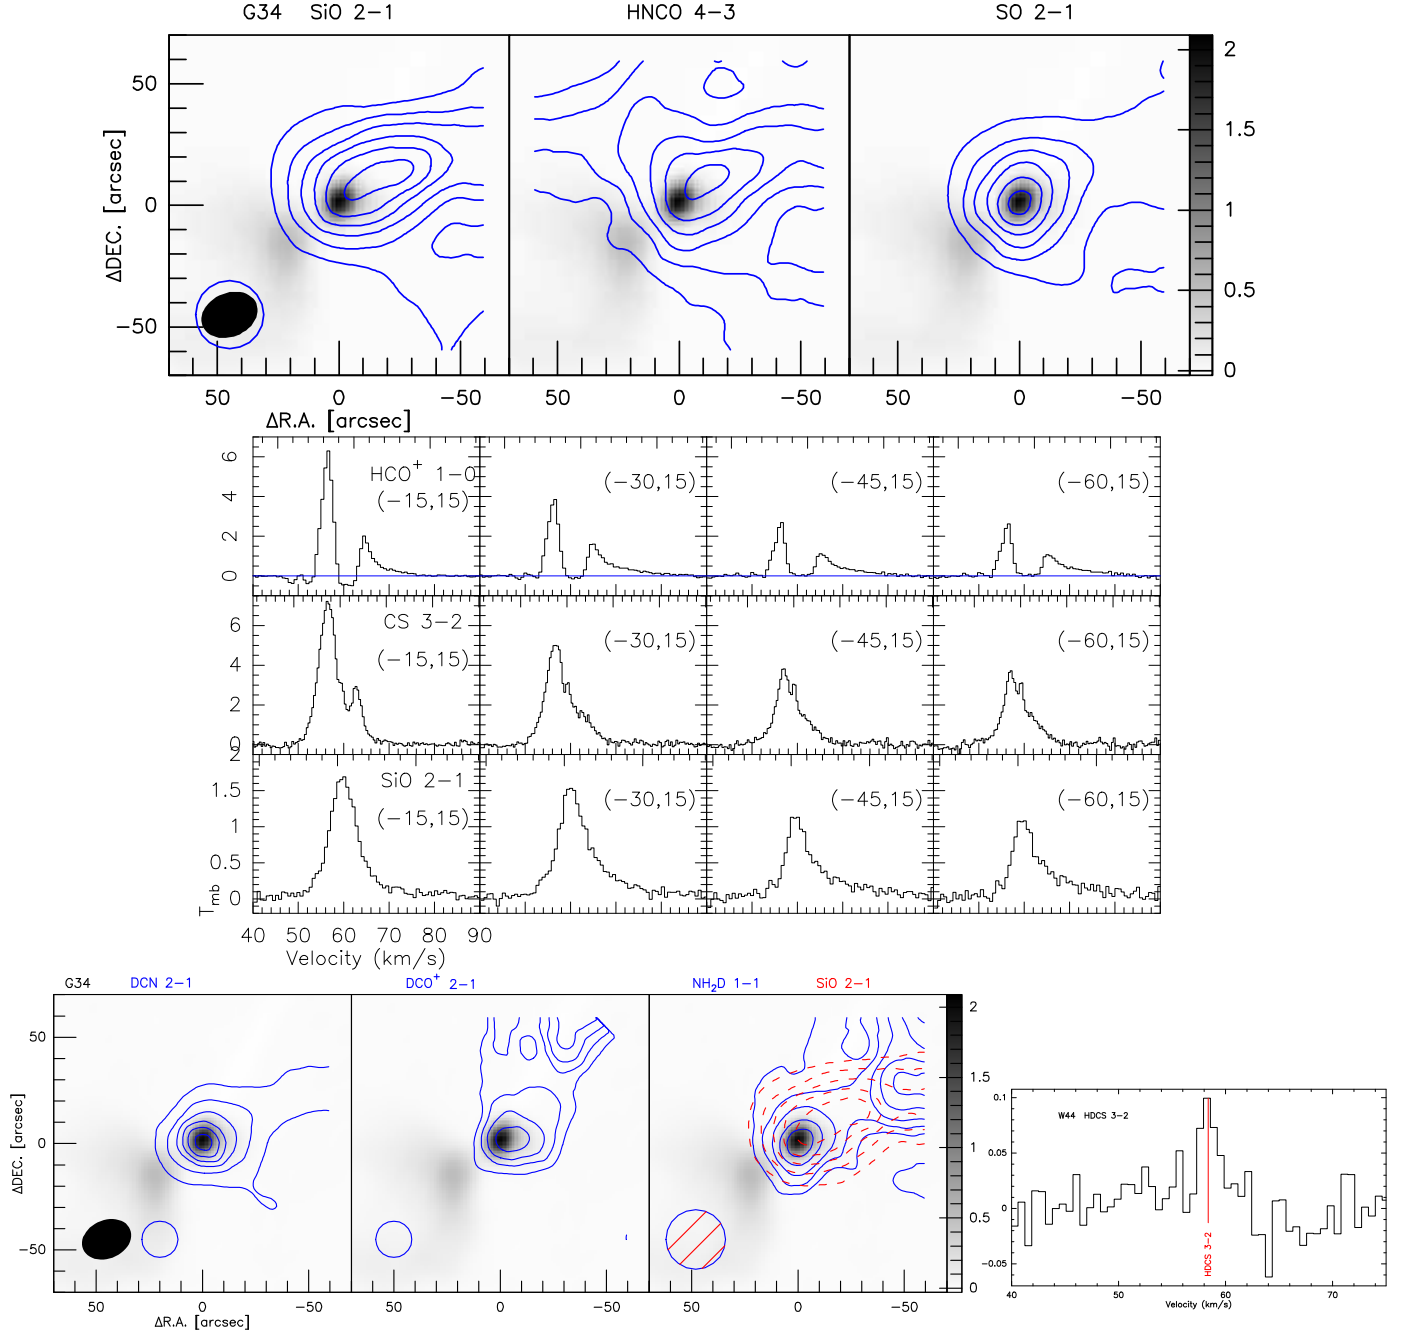 G34 SiO 2−1 HNCO 4−3 SO 2−1
50
0
−50
ΔDEC. [arcsec]
2
1.5
1
0.5
0
50 0 −50 50 0 −50 50 0 −50
ΔR.A. [arcsec]
HCO+ 1−0
(−15,15) (−30,15) (−45,15) (−60,15)
6
4
2
0
CS 3−2
(−15,15) (−30,15) (−45,15) (−60,15)
6
4
2
0
SiO 2−1
(−15,15) (−30,15) (−45,15) (−60,15)
2
1.5
1
0.5
0
Tmb
40 50 60 70 80 90
Velocity (km/s)
G34 DCN 2−1 DCO+ 2−1 NH2D 1−1 SiO 2−1
50
0
−50
ΔDEC. [arcsec]
2
1.5
1
0.5
0
50 0 −50 50 0 −50 50 0 −50
ΔR.A. [arcsec]
W44 HDCS 3−2
0.1
0.05
0
−0.05
HDCS 3−2
40 50 60 70
Velocity (km/s)